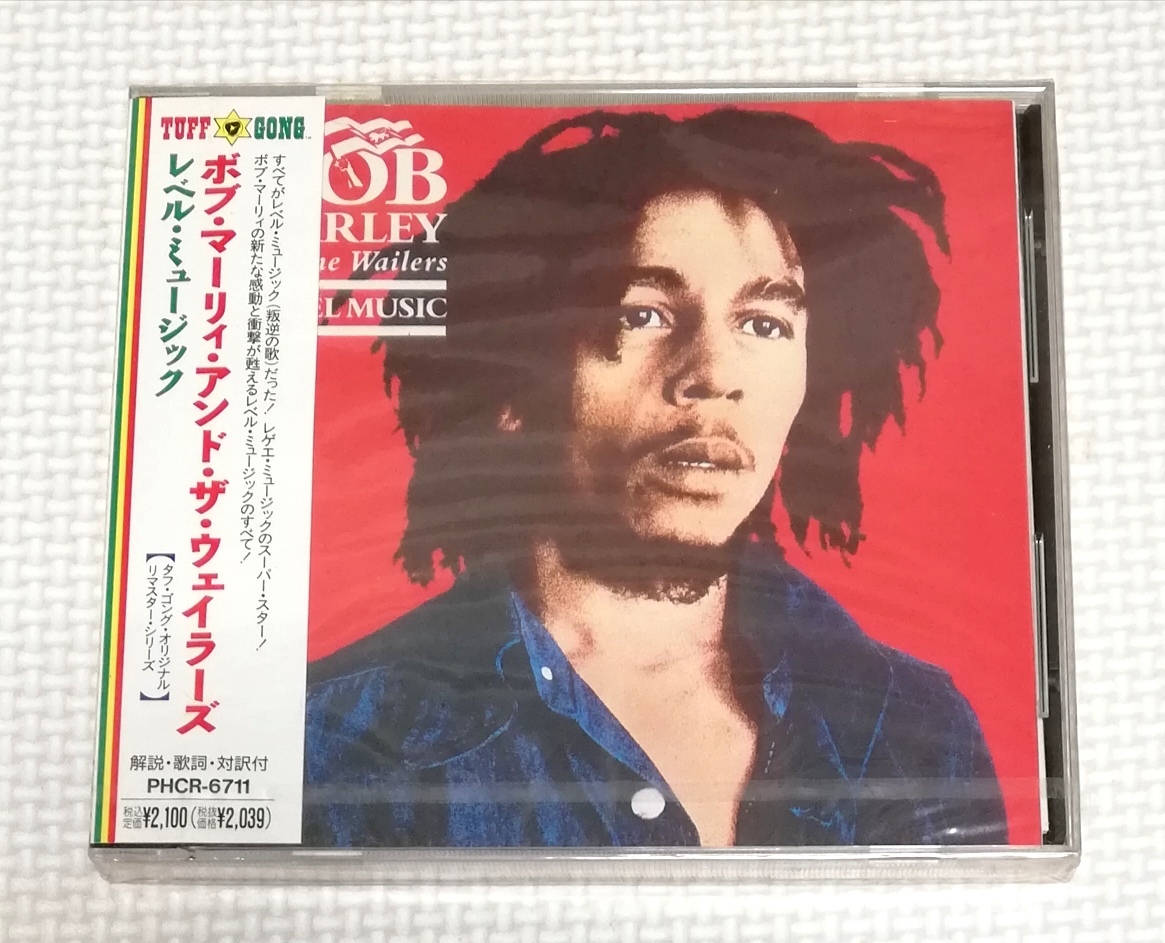 TUFF GONG™
ボブ・マーリィ・アンド・ザ・ウェイラーズ
レベル・ミュージック
すべてがレベル・ミュージック(叛逆の歌)だった! レゲエ・ミュージックのスーパー・スター!
ボブ・マーリィの新たな感動と衝撃が甦えるレベル・ミュージックのすべて!
【タフ・ゴング・オリジナル
リマスター・シリーズ】
解説・歌詞・対訳付
PHCR-6711
税込定価¥2,100(税抜価格¥2,039)
OB
RLEY
ne Wailers
EL MUSIC